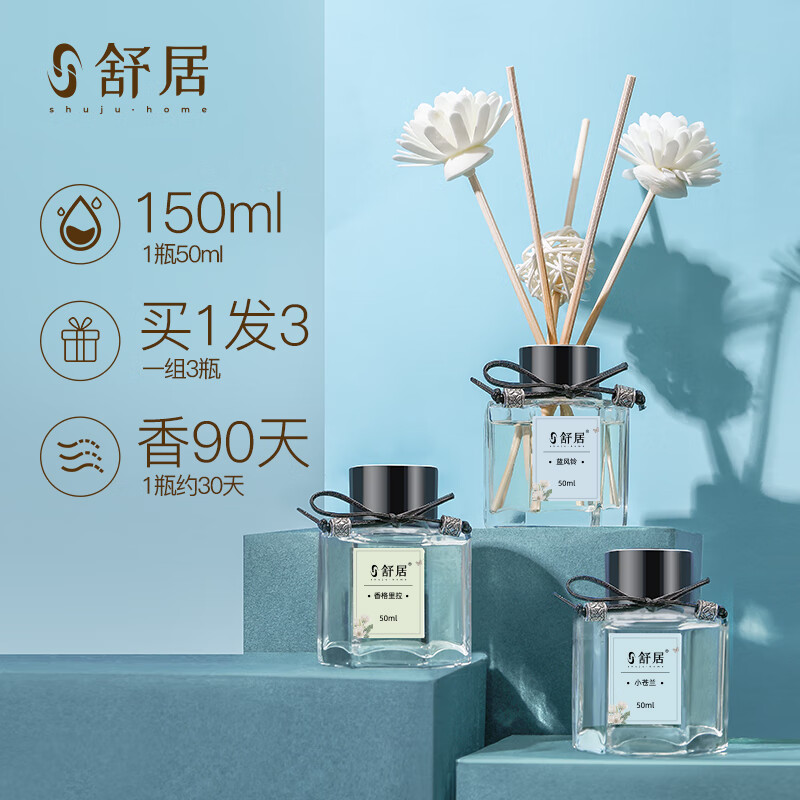 舒居
shuju·home
150ml
1瓶50ml
买1发3
一组3瓶
香90天
1瓶约30天
舒居
蓝风铃
50ml
舒居®
shuju·home
•香格里拉•
50ml
舒居®
•小苍兰•
50ml